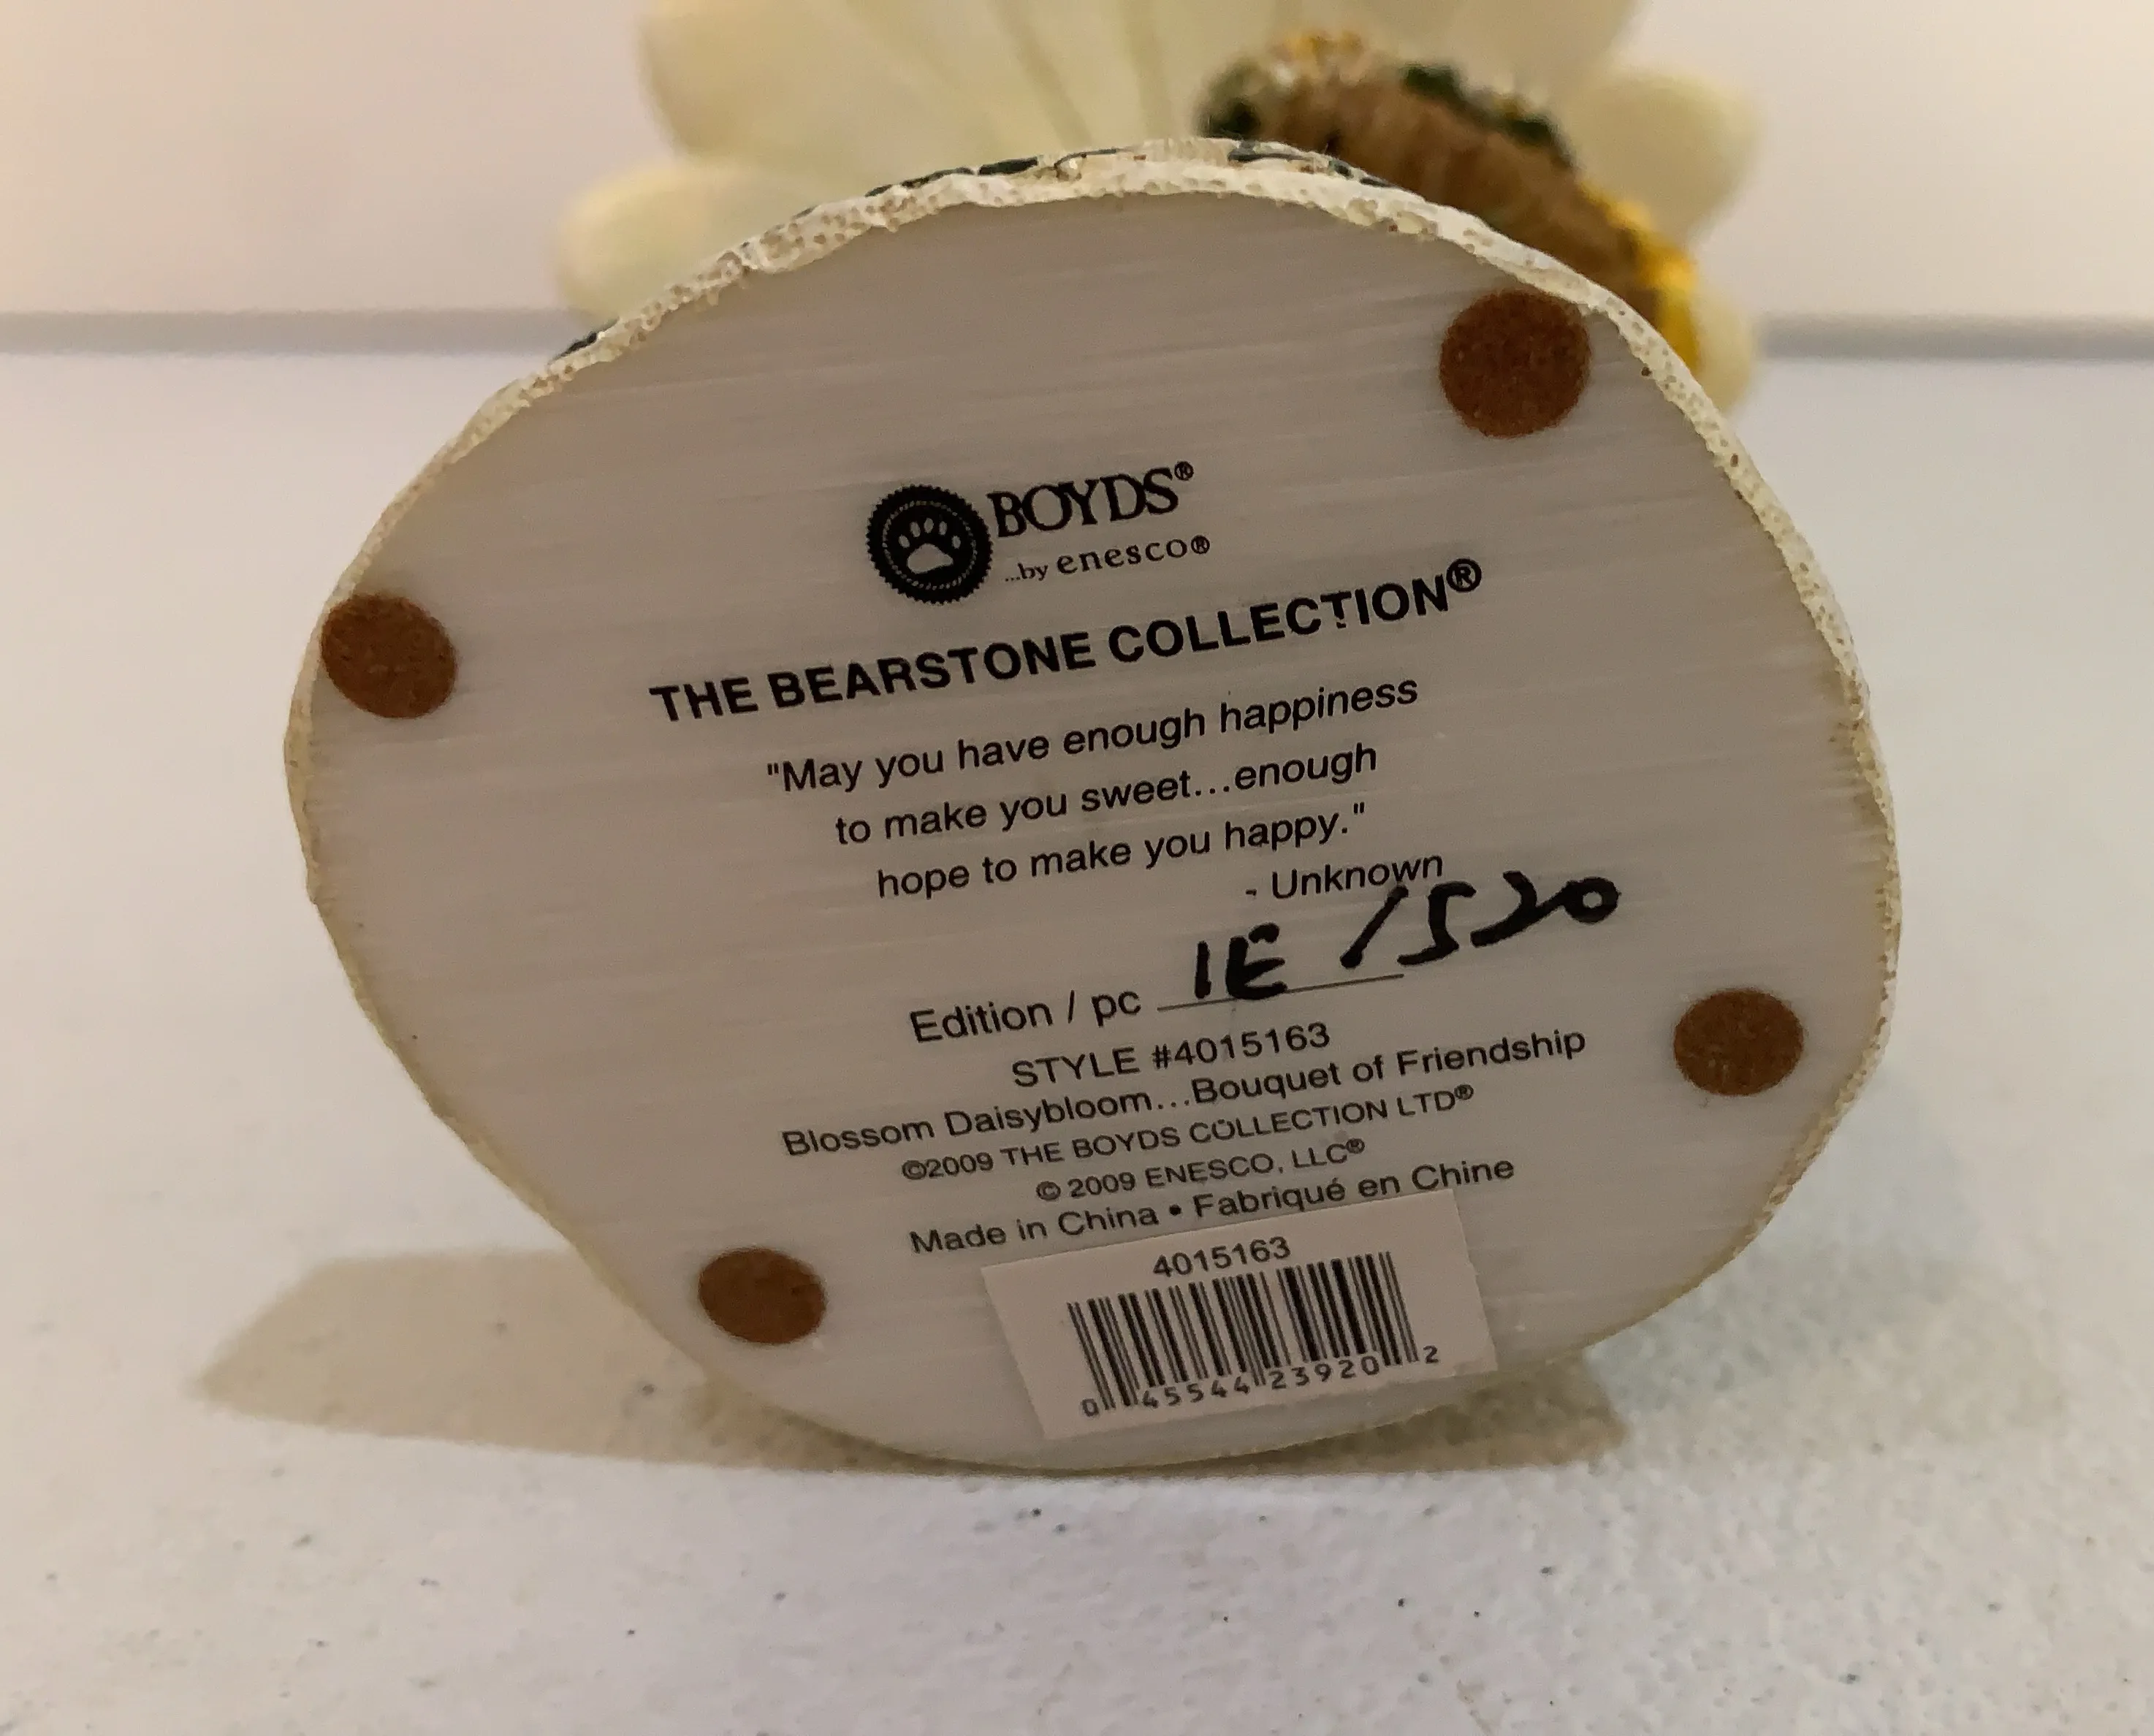 BOYDS®
...by enesco®
THE BEARSTONE COLLECTION®
"May you have enough happiness
to make you sweet...enough
hope to make you happy."
- Unknown
Edition / pc 1E /520
STYLE #4015163
Blossom Daisybloom...Bouquet of Friendship
©2009 THE BOYDS COLLECTION LTD®
© 2009 ENESCO, LLC®
Made in China • Fabriqué en Chine
4015163
0 45544 23920 2